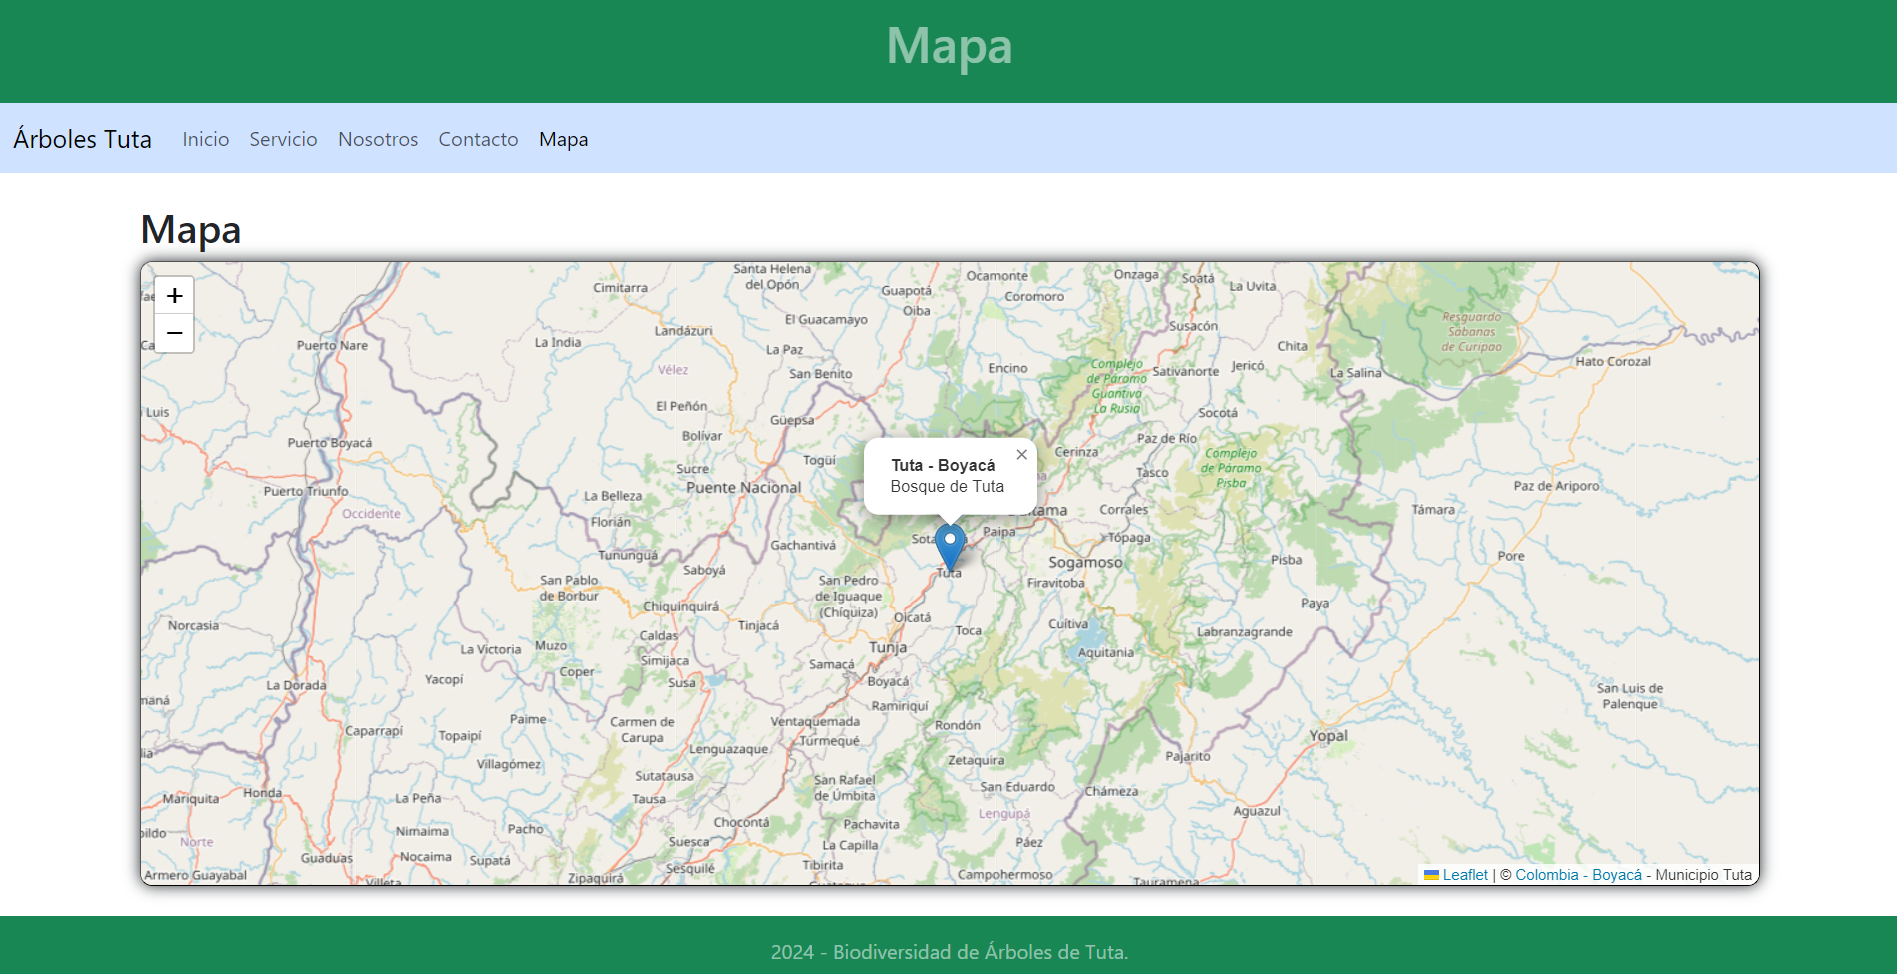 Mapa
Árboles Tuta Inicio Servicio Nosotros Contacto Mapa
Mapa
+
−
Santa Helena
del Opón
Cimitarra
Guapotá
Oiba
Ocamonte
Coromoro
Onzaga
Soatá
La Uvita
El Guacamayo
Landázuri
La India
Puerto Nare
La Paz
Susacón
Chita
Resguardo
Sabanas
de Curipao
Hato Corozal
Vélez
San Benito
Encino
Complejo
de Páramo
Guantiva
La Rusia
Sativanorte
Jericó
La Salina
Luis
El Peñón
Güepsa
Socotá
Puerto Boyacá
Bolívar
Paz de Río
Togüí
Cerinza
Complejo
de Páramo
Pisba
Tuta - Boyacá
Bosque de Tuta
×
Sucre
Puente Nacional
Tasco
Puerto Triunfo
La Belleza
Paz de Ariporo
Occidente
Florián
Corrales
Támara
Paipa
Tópaga
Gachantivá
Tununguá
Sogamoso
Pisba
Pore
Saboyá
Tuta
San Pablo
de Borbur
San Pedro
de Iguaque
(Chíquiza)
Firavitoba
Chiquinquirá
Paya
Norcasia
Tinjacá
Oicatá
Toca
Cuítiva
Labranzagrande
Caldas
La Victoria
Muzo
Tunja
Aquitania
Simijaca
Samacá
Coper
Susa
Boyacá
La Dorada
Yacopí
San Luis de
Palenque
Ramiriquí
Paime
Carmen de
Carupa
Ventaquemada
Rondón
Caparrapí
Topaipí
Turmequé
Lenguazaque
Yopal
Villagómez
Zetaquira
Pajarito
Sutatausa
San Rafael
de Úmbita
San Eduardo
Chámeza
Mariquita
Honda
La Peña
Tausa
Aguazul
Lengupá
Chocontá
Pachavita
Nimaima
Pacho
Norte
Suesca
La Capilla
Páez
Guaduas
Nocaima
Supatá
Sesquilé
Tibirita
Armero Guayabal
Zipaquirá
Campohermoso
Tauramena
Leaflet | © Colombia - Boyacá - Municipio Tuta
2024 - Biodiversidad de Árboles de Tuta.